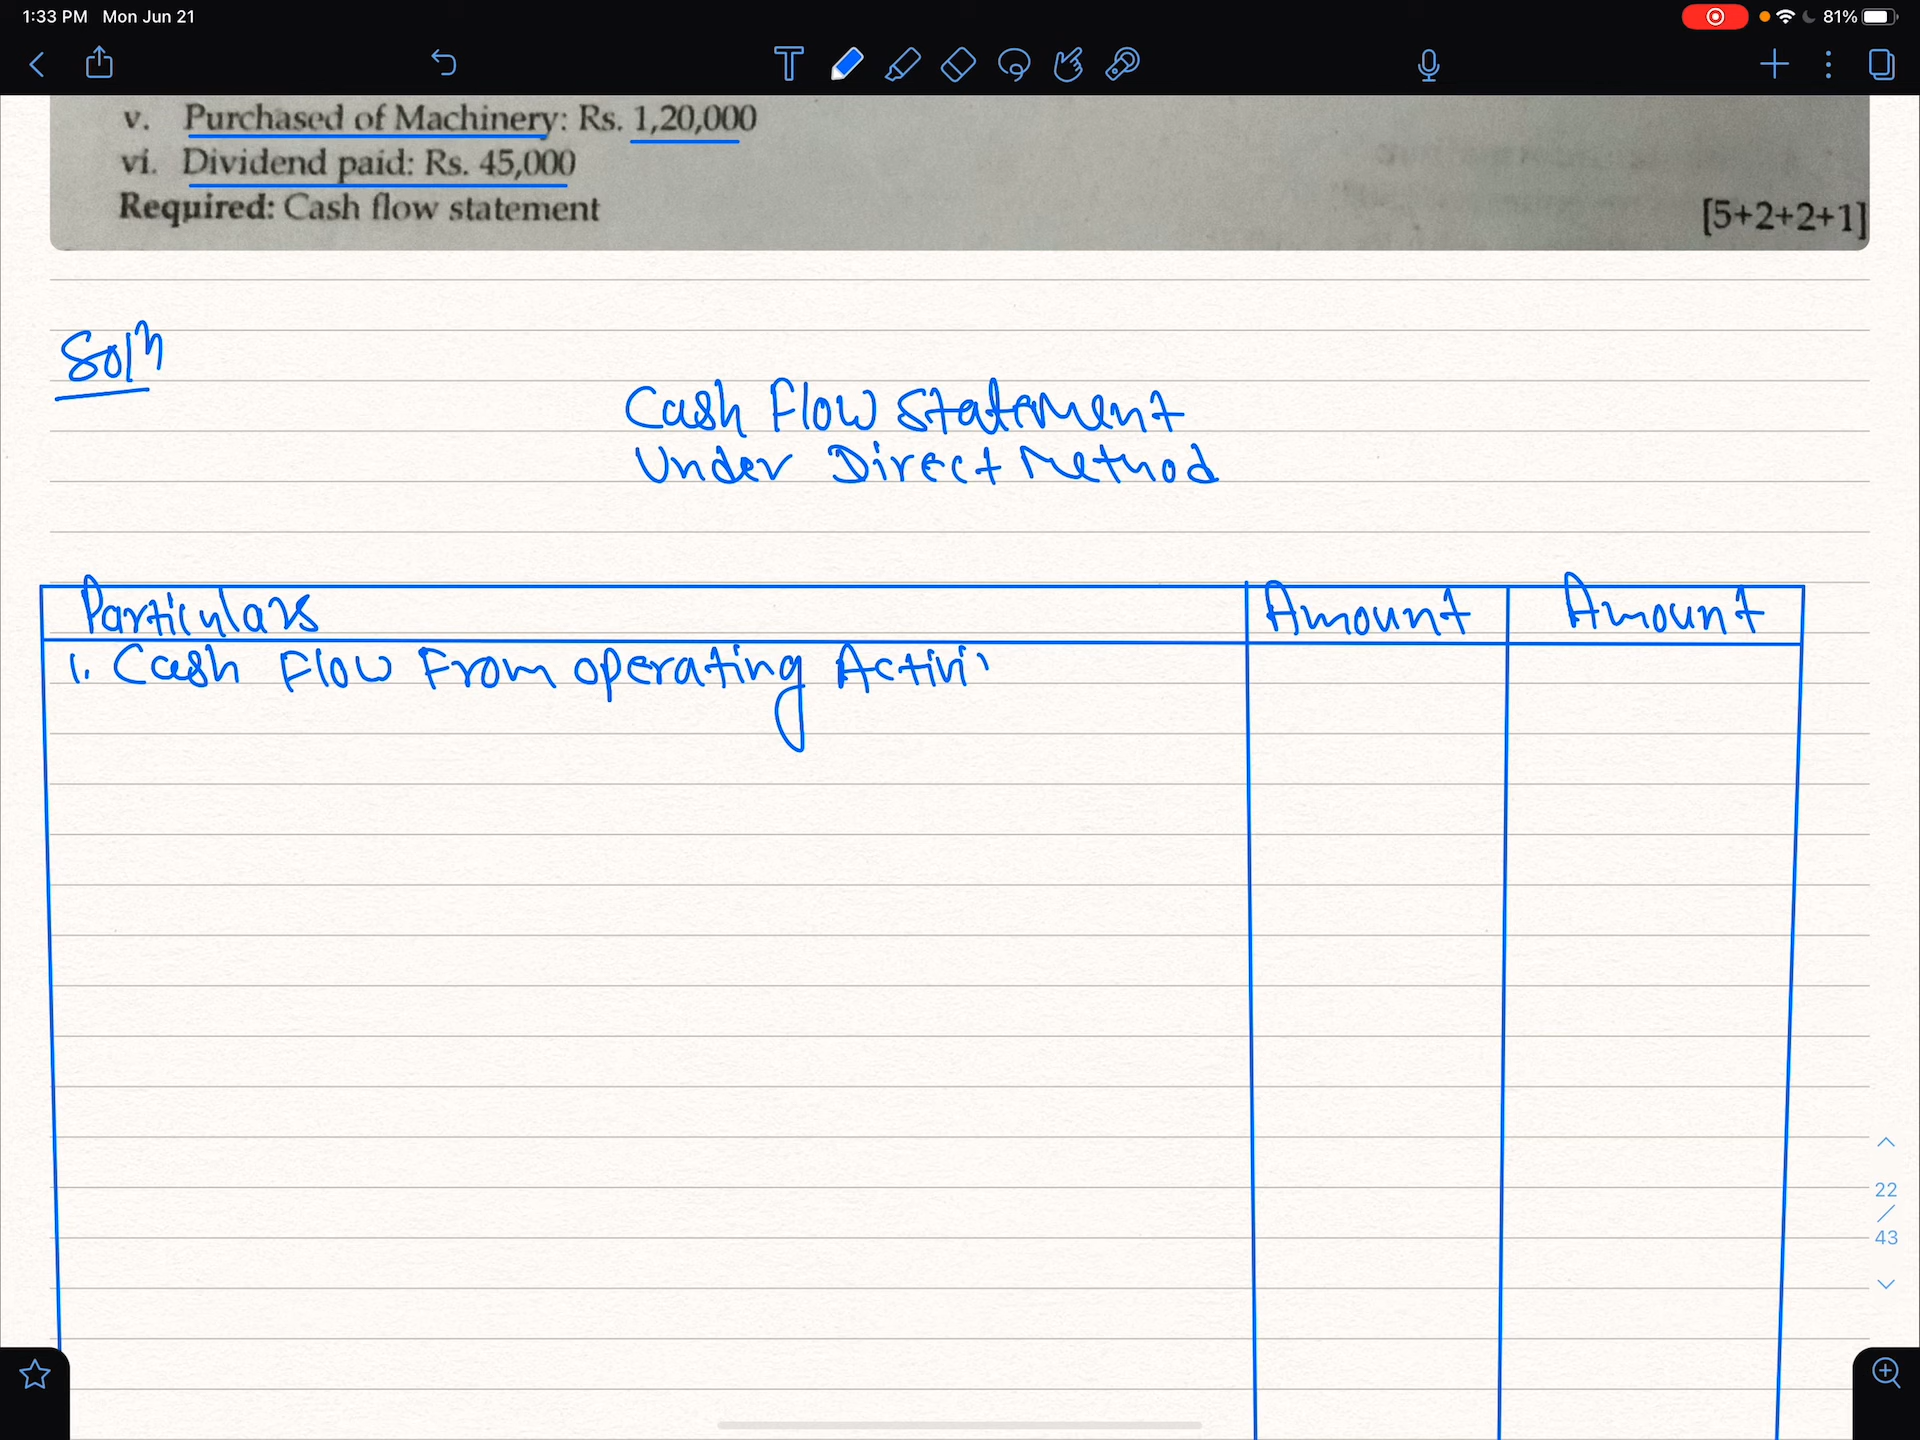 1:33 PM Mon Jun 21
81%
T
v. Purchased of Machinery: Rs. 1,20,000
vi. Dividend paid: Rs. 45,000
Required: Cash flow statement
[5+2+2+1]
Soln
Cash Flow Statement
Under Direct Method
Particulars Amount Amount
1. Cash Flow From operating Activi
22
/
43